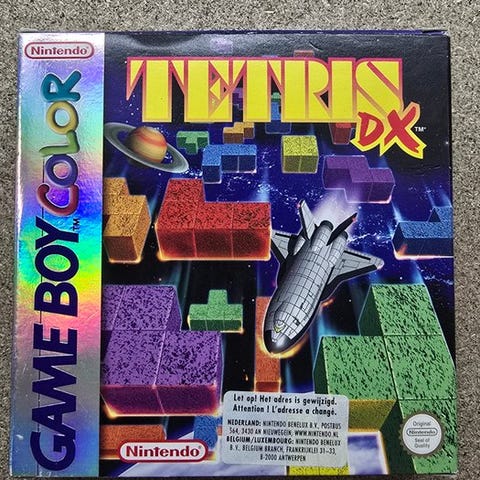 Nintendo
GAME BOY COLOR
TM
TETRIS
DX™
Let op! Het adres is gewijzigd.
Attention ! L'adresse a changé.
NEDERLAND: NINTENDO BENELUX B.V., POSTBUS
564, 3430 AN NIEUWEGEIN, WWW.NINTENDO.NL
BELGIUM/LUXEMBOURG: NINTENDO BENELUX
B.V., BELGIUM BRANCH, FRANKRIJKLEI 31-33,
B-2000 ANTWERPEN
Nintendo
Original
Nintendo
Seal of
Quality